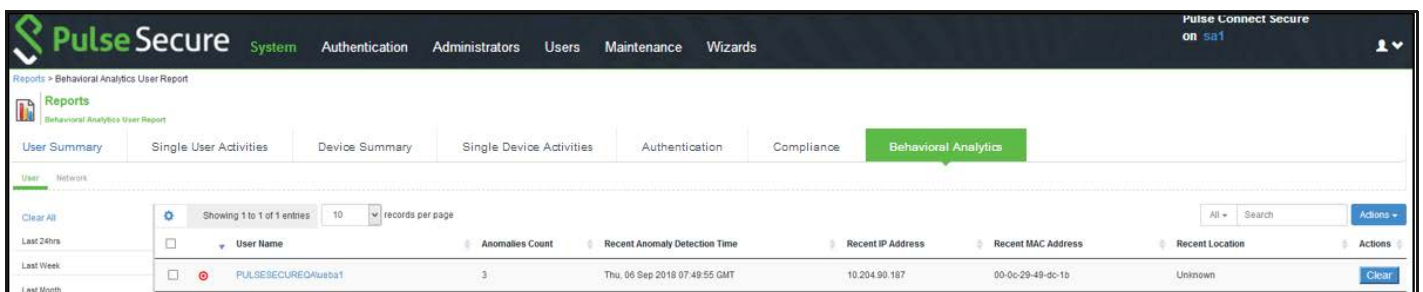 Pulse Secure System Authentication Administrators Users Maintenance Wizards
Pulse Connect Secure
on sa1
Reports > Behavioral Analytics User Report
Reports
Behavioral Analytics User Report
User Summary Single User Activities Device Summary Single Device Activities Authentication Compliance Behavioral Analytics
User Network
Clear All Showing 1 to 1 of 1 entries 10 records per page All Search Actions
Last 24hrs User Name Anomalies Count Recent Anomaly Detection Time Recent IP Address Recent MAC Address Recent Location Actions
Last Week PULSESECUREQA\ueba1 3 Thu, 06 Sep 2018 07:49:55 GMT 10.204.90.187 00-0c-29-49-dc-1b Unknown Clear
Last Month